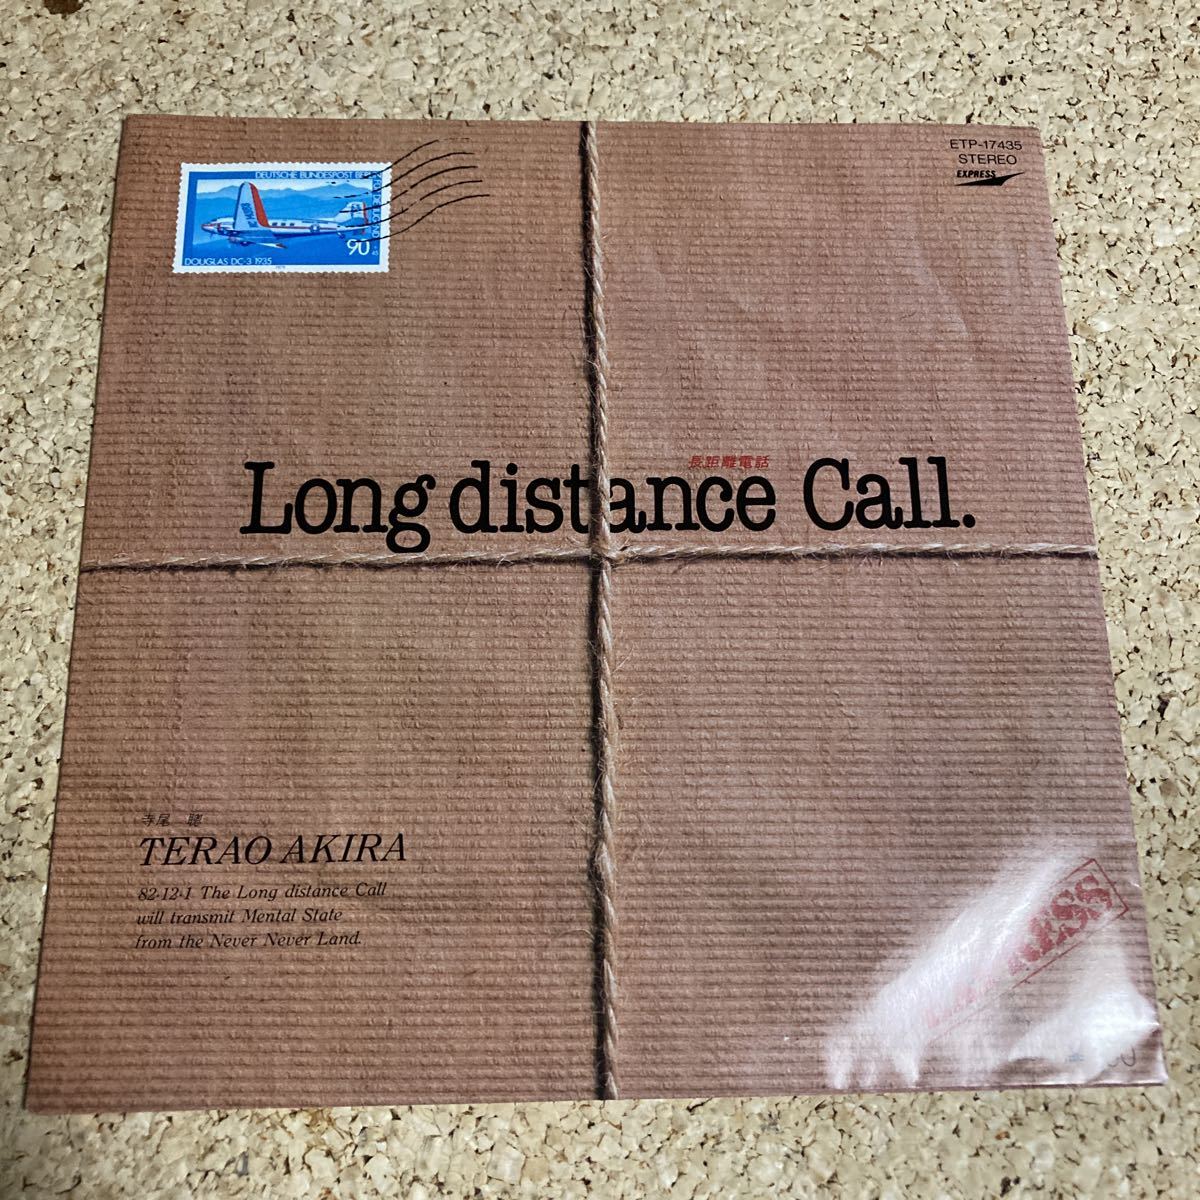 ETP-17435
STEREO
EXPRESS
DEUTSCHE BUNDESPOST
90
DOUGLAS DC-3 1935
長距離電話
Long distance Call.
寺尾 聰
TERAO AKIRA
82·12·1 The Long distance Call
will transmit Mental State
from the Never Never Land.